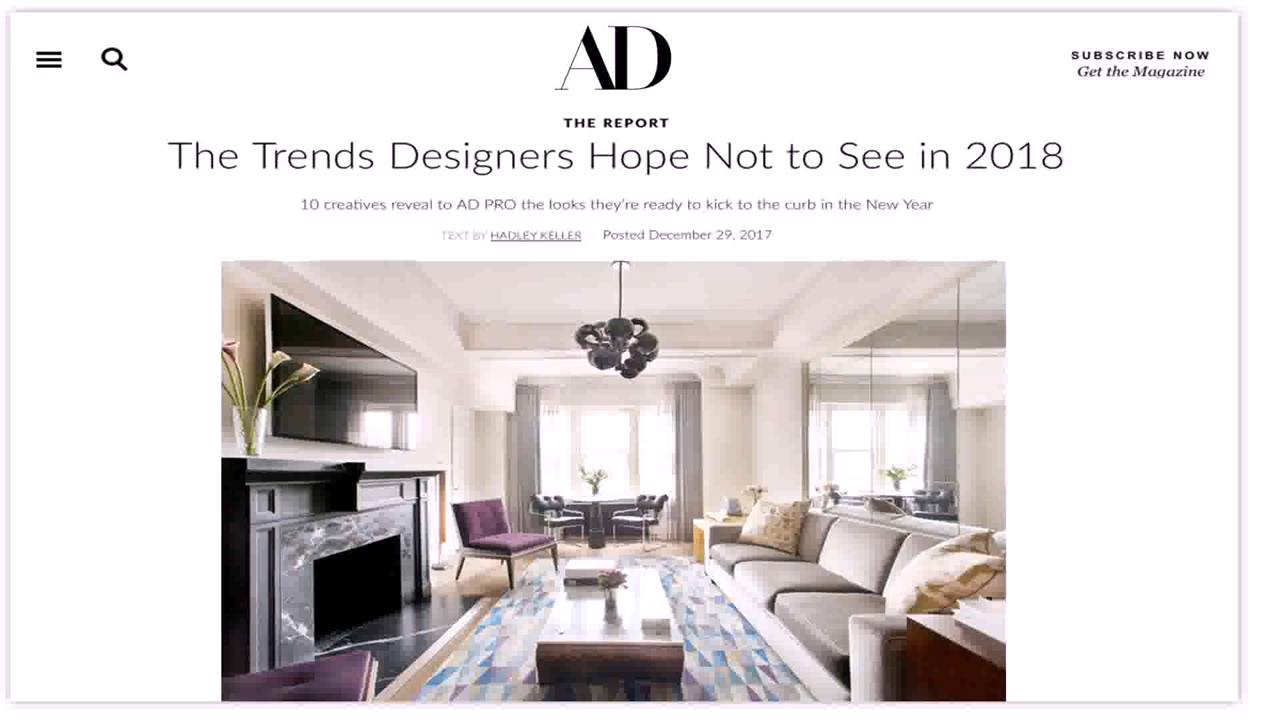 AD
SUBSCRIBE NOW
Get the Magazine
THE REPORT
The Trends Designers Hope Not to See in 2018
10 creatives reveal to AD PRO the looks they're ready to kick to the curb in the New Year
TEXT BY HADLEY KELLER Posted December 29, 2017